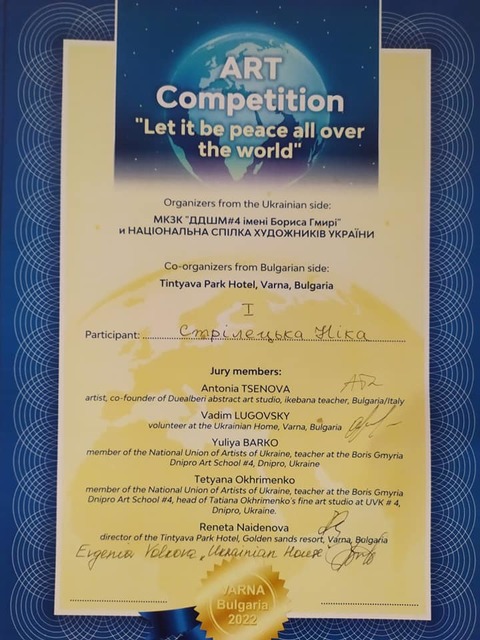 ART
Competition
"Let it be peace all over
the world"
Organizers from the Ukrainian side:
МКЗК "ДДШМ#4 імені Бориса Гмирі"
и НАЦІОНАЛЬНА СПІЛКА ХУДОЖНИКІВ УКРАЇНИ
Co-organizers from Bulgarian side:
Tintyava Park Hotel, Varna, Bulgaria
I
Participant: Стрілецька Ніка
Jury members:
Antonia TSENOVA
artist, co-founder of Duealberi abstract art studio, ikebana teacher, Bulgaria/Italy
Vadim LUGOVSKY
volunteer at the Ukrainian Home, Varna, Bulgaria
Yuliya BARKO
member of the National Union of Artists of Ukraine, teacher at the Boris Gmyria
Dnipro Art School #4, Dnipro, Ukraine
Tetyana Okhrimenko
member of the National Union of Artists of Ukraine, teacher at the Boris Gmyria
Dnipro Art School #4, head of Tatiana Okhrimenko's fine art studio at UVK # 4,
Dnipro, Ukraine.
Reneta Naidenova
director of the Tintyava Park Hotel, Golden sands resort, Varna, Bulgaria
Evgenia Volkova, Ukrainian House
VARNA
Bulgaria
2022